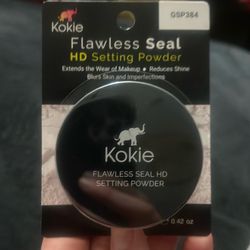 GSP384
Kokie
Flawless Seal
HD Setting Powder
Extends the Wear of Makeup • Reduces Shine
Blurs Skin and Imperfections
Kokie
FLAWLESS SEAL HD
SETTING POWDER
0.42 oz